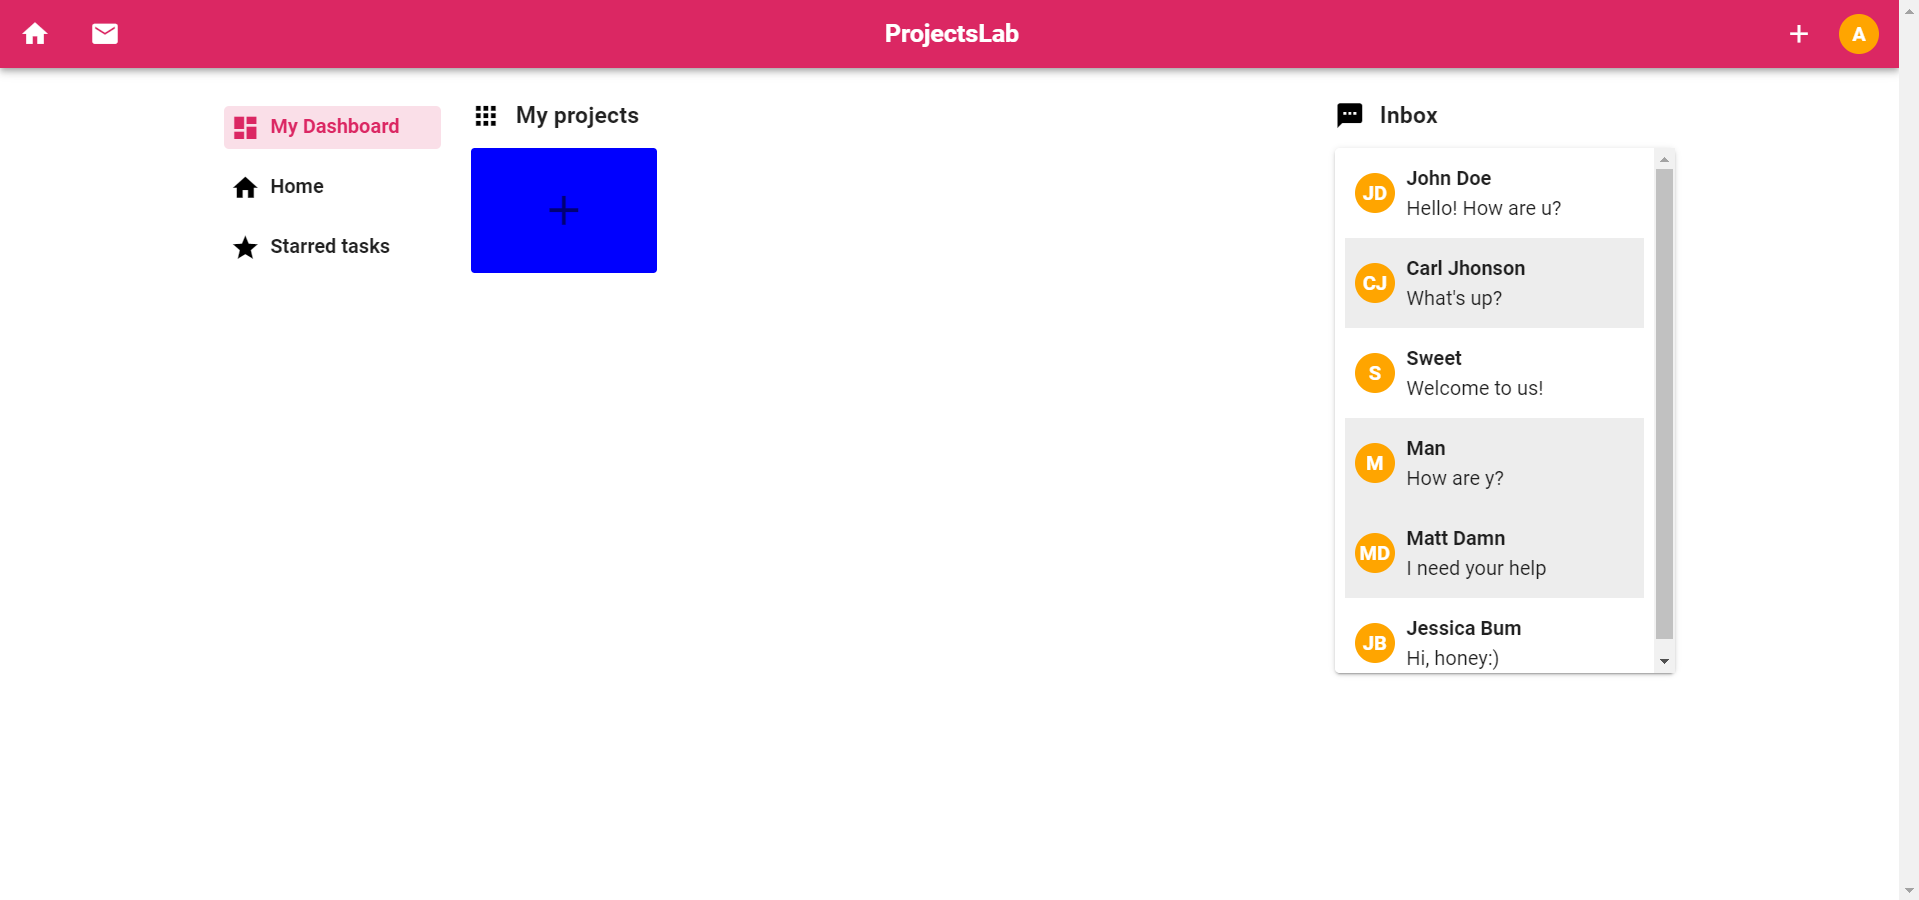 ProjectsLab
A
My Dashboard
Home
Starred tasks
My projects
Inbox
JD
John Doe
Hello! How are u?
CJ
Carl Jhonson
What's up?
S
Sweet
Welcome to us!
M
Man
How are y?
MD
Matt Damn
I need your help
JB
Jessica Bum
Hi, honey:)